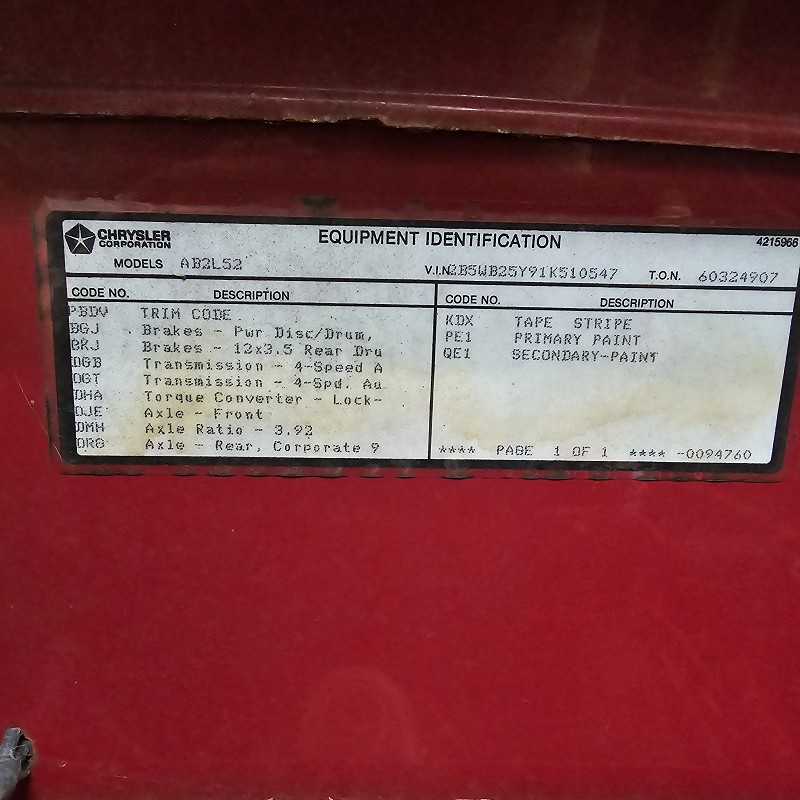 CHRYSLER
CORPORATION
EQUIPMENT IDENTIFICATION
4215966
MODELS AB2L52
V.I.N. 2B5WB25Y91K510547
T.O.N. 60324907
CODE NO. DESCRIPTION
PBDV TRIM CODE
BGJ Brakes - Pwr Disc/Drum,
BRJ Brakes - 12x3.5 Rear Dru
DGB Transmission - 4-Speed A
DGT Transmission - 4-Spd. Au
DHA Torque Converter - Lock-
DJE Axle - Front
DMH Axle Ratio - 3.92
DRG Axle - Rear, Corporate 9
CODE NO. DESCRIPTION
KDX TAPE STRIPE
PE1 PRIMARY PAINT
QE1 SECONDARY-PAINT
**** PAGE 1 OF 1 **** -0094760